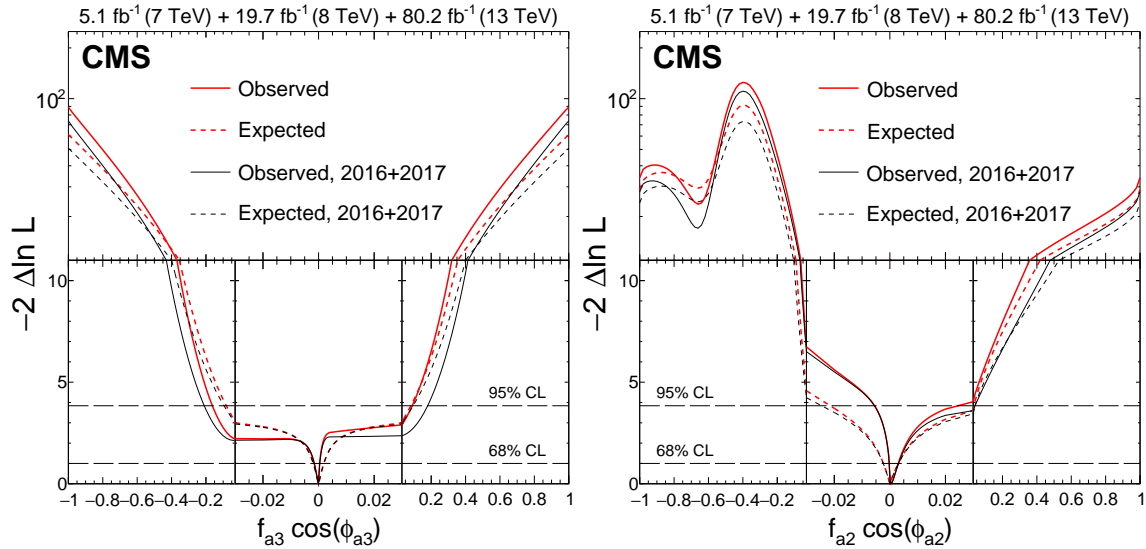 5.1 fb⁻¹ (7 TeV) + 19.7 fb⁻¹ (8 TeV) + 80.2 fb⁻¹ (13 TeV)
CMS
Observed
Expected
Observed, 2016+2017
Expected, 2016+2017
10²
10
5
0
−2 Δln L
95% CL
68% CL
−1 −0.8 −0.6 −0.4 −0.2 −0.02 0 0.02 0.2 0.4 0.6 0.8 1
f_a3 cos(ϕ_a3)
5.1 fb⁻¹ (7 TeV) + 19.7 fb⁻¹ (8 TeV) + 80.2 fb⁻¹ (13 TeV)
CMS
Observed
Expected
Observed, 2016+2017
Expected, 2016+2017
10²
10
5
0
−2 Δln L
95% CL
68% CL
−1 −0.8 −0.6 −0.4 −0.2 −0.02 0 0.02 0.2 0.4 0.6 0.8 1
f_a2 cos(ϕ_a2)